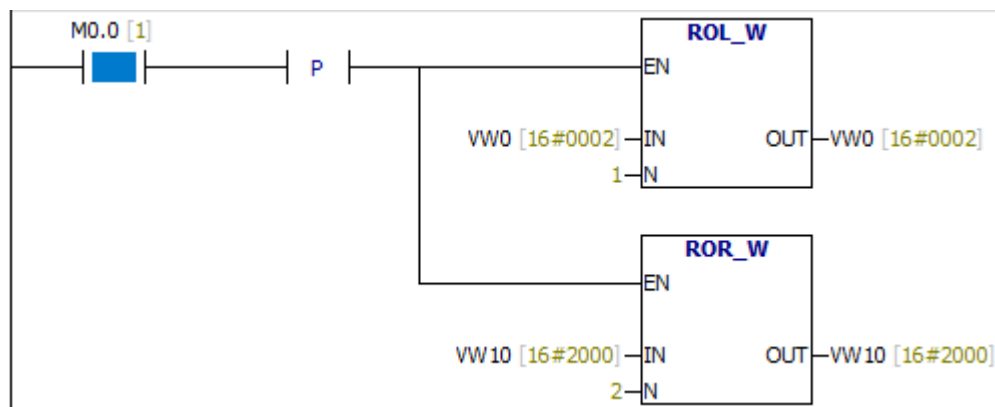 M0.0 [1]
ROL_W
P
EN
VW0 [16#0002] IN OUT VW0 [16#0002]
1 N
ROR_W
EN
VW10 [16#2000] IN OUT VW10 [16#2000]
2 N